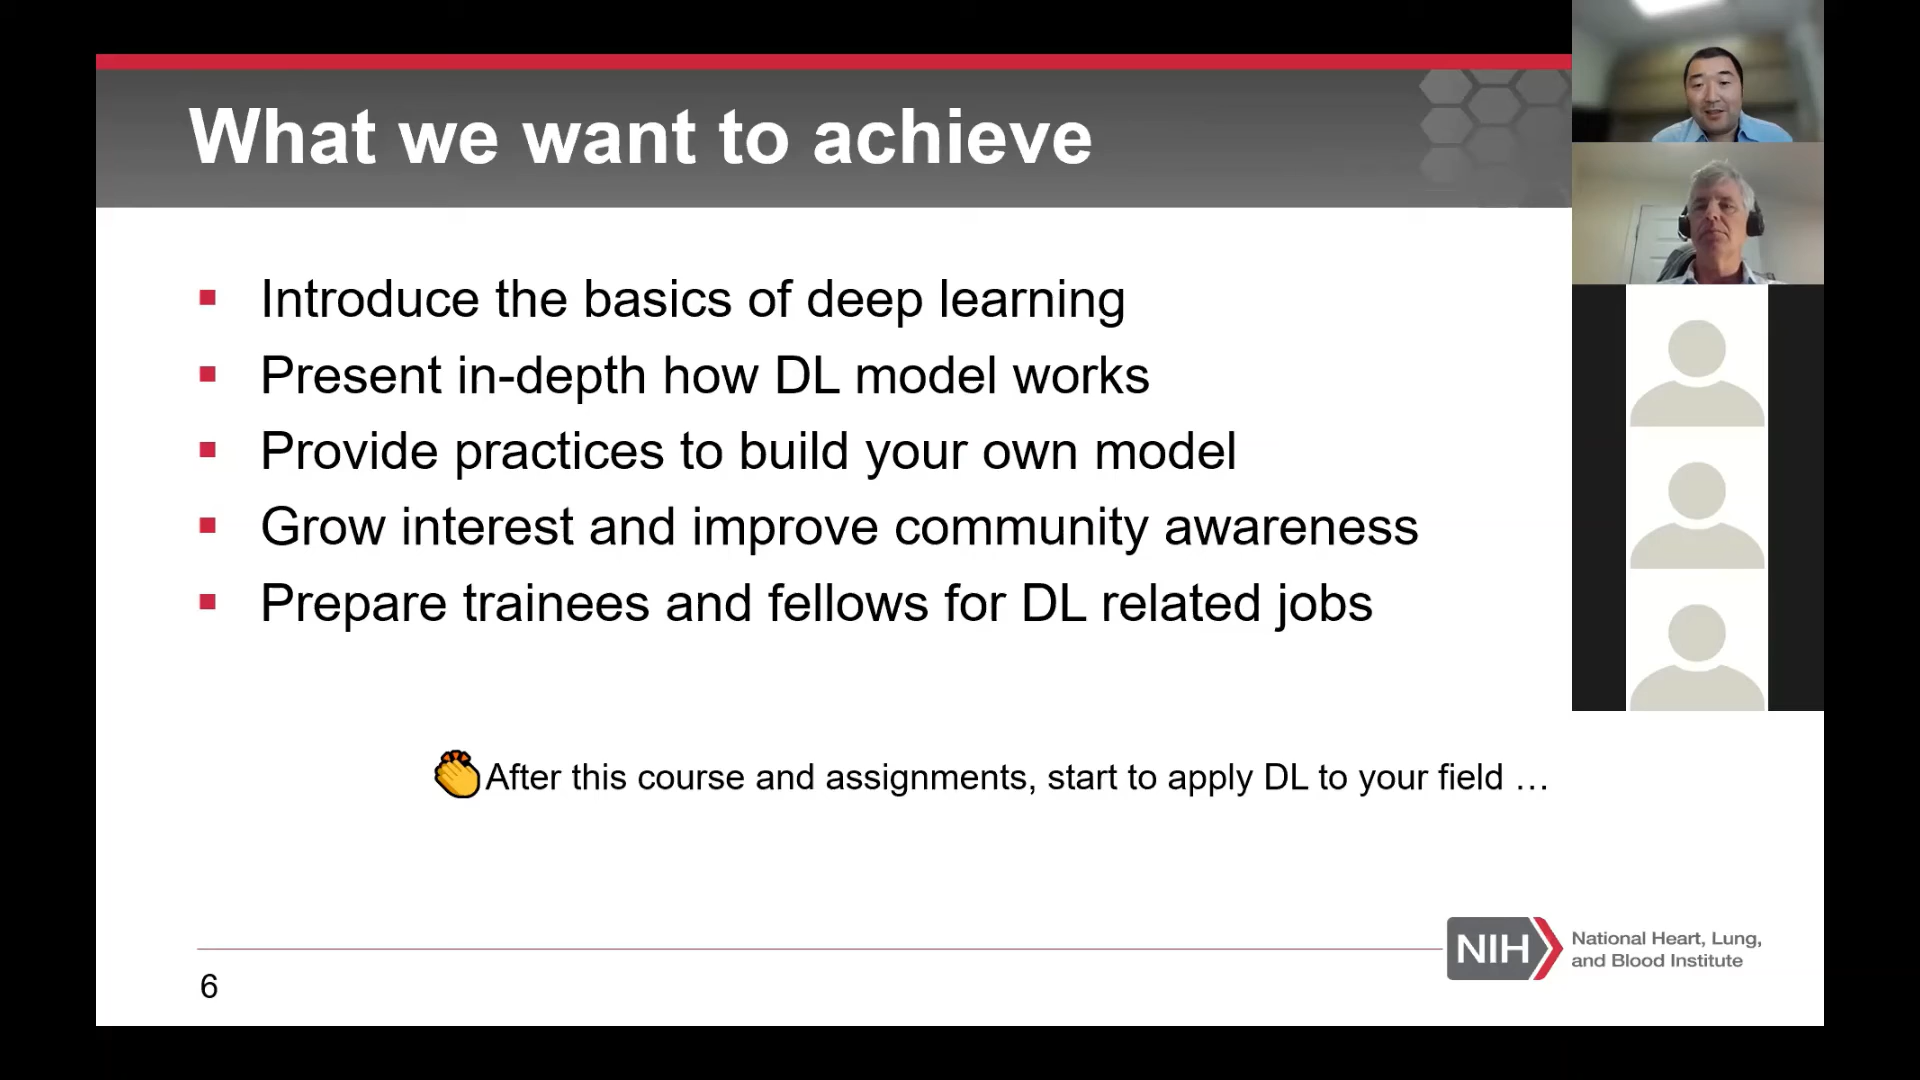 What we want to achieve
Introduce the basics of deep learning
Present in-depth how DL model works
Provide practices to build your own model
Grow interest and improve community awareness
Prepare trainees and fellows for DL related jobs
After this course and assignments, start to apply DL to your field …
NIH
National Heart, Lung,
and Blood Institute
6